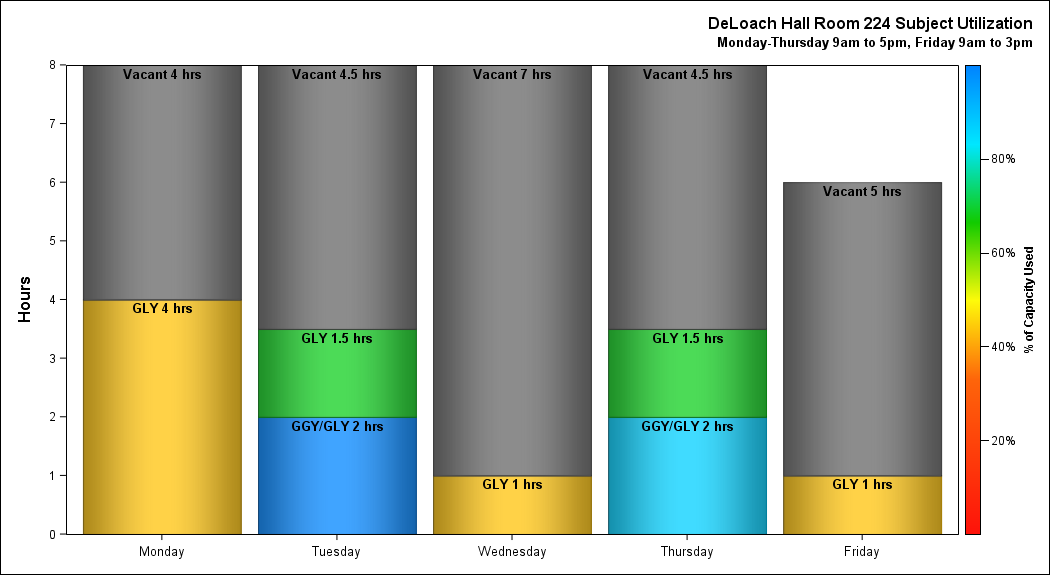 DeLoach Hall Room 224 Subject Utilization
Monday-Thursday 9am to 5pm, Friday 9am to 3pm
Hours
8
7
6
5
4
3
2
1
0
Vacant 4 hrs
GLY 4 hrs
Vacant 4.5 hrs
GLY 1.5 hrs
GGY/GLY 2 hrs
Vacant 7 hrs
GLY 1 hrs
Vacant 4.5 hrs
GLY 1.5 hrs
GGY/GLY 2 hrs
Vacant 5 hrs
GLY 1 hrs
Monday
Tuesday
Wednesday
Thursday
Friday
80%
60%
40%
20%
% of Capacity Used